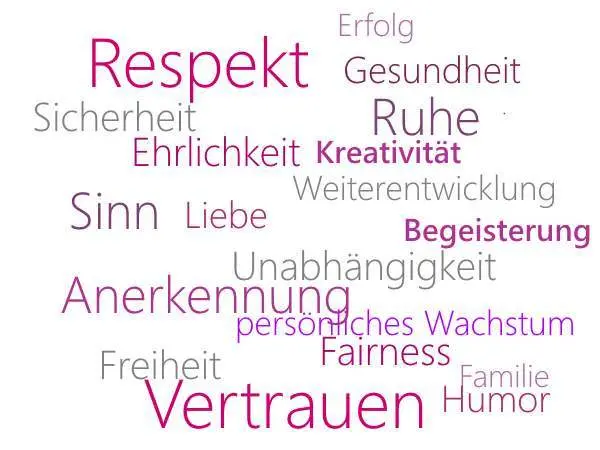 Erfolg
Respekt
Gesundheit
Sicherheit
Ruhe
Ehrlichkeit
Kreativität
Weiterentwicklung
Sinn
Liebe
Begeisterung
Unabhängigkeit
Anerkennung
persönliches Wachstum
Fairness
Freiheit
Familie
Vertrauen
Humor